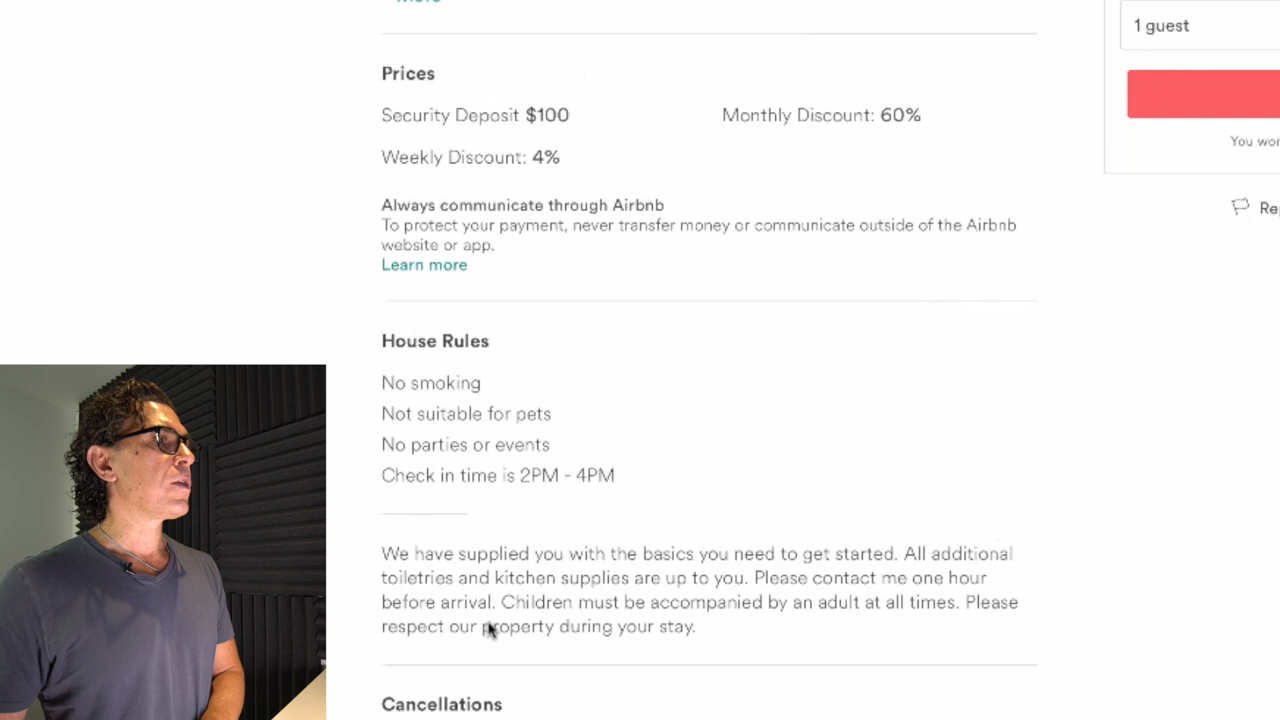 1 guest
Prices
Security Deposit $100
Monthly Discount: 60%
You wo
Weekly Discount: 4%
Always communicate through Airbnb
Re
To protect your payment, never transfer money or communicate outside of the Airbnb
website or app.
Learn more
House Rules
No smoking
Not suitable for pets
No parties or events
Check in time is 2PM - 4PM
We have supplied you with the basics you need to get started. All additional
toiletries and kitchen supplies are up to you. Please contact me one hour
before arrival. Children must be accompanied by an adult at all times. Please
respect our property during your stay.
Cancellations